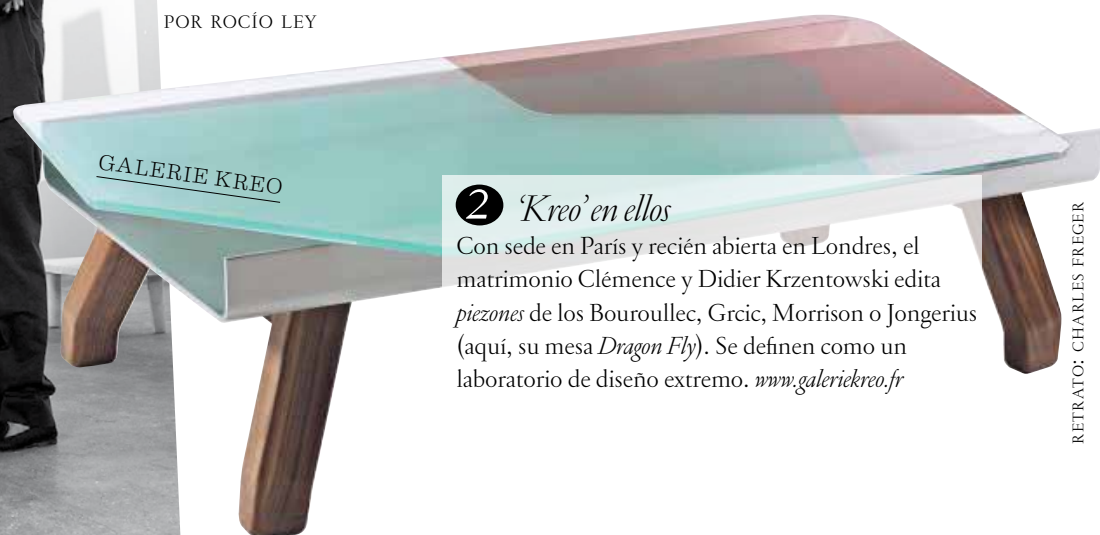 POR ROCÍO LEY
GALERIE KREO
2 ‘Kreo’ en ellos
Con sede en París y recién abierta en Londres, el
matrimonio Clémence y Didier Krzentowski edita
piezones de los Bouroullec, Grcic, Morrison o Jongerius
(aquí, su mesa Dragon Fly). Se definen como un
laboratorio de diseño extremo. www.galeriekreo.fr
RETRATO: CHARLES FREGER